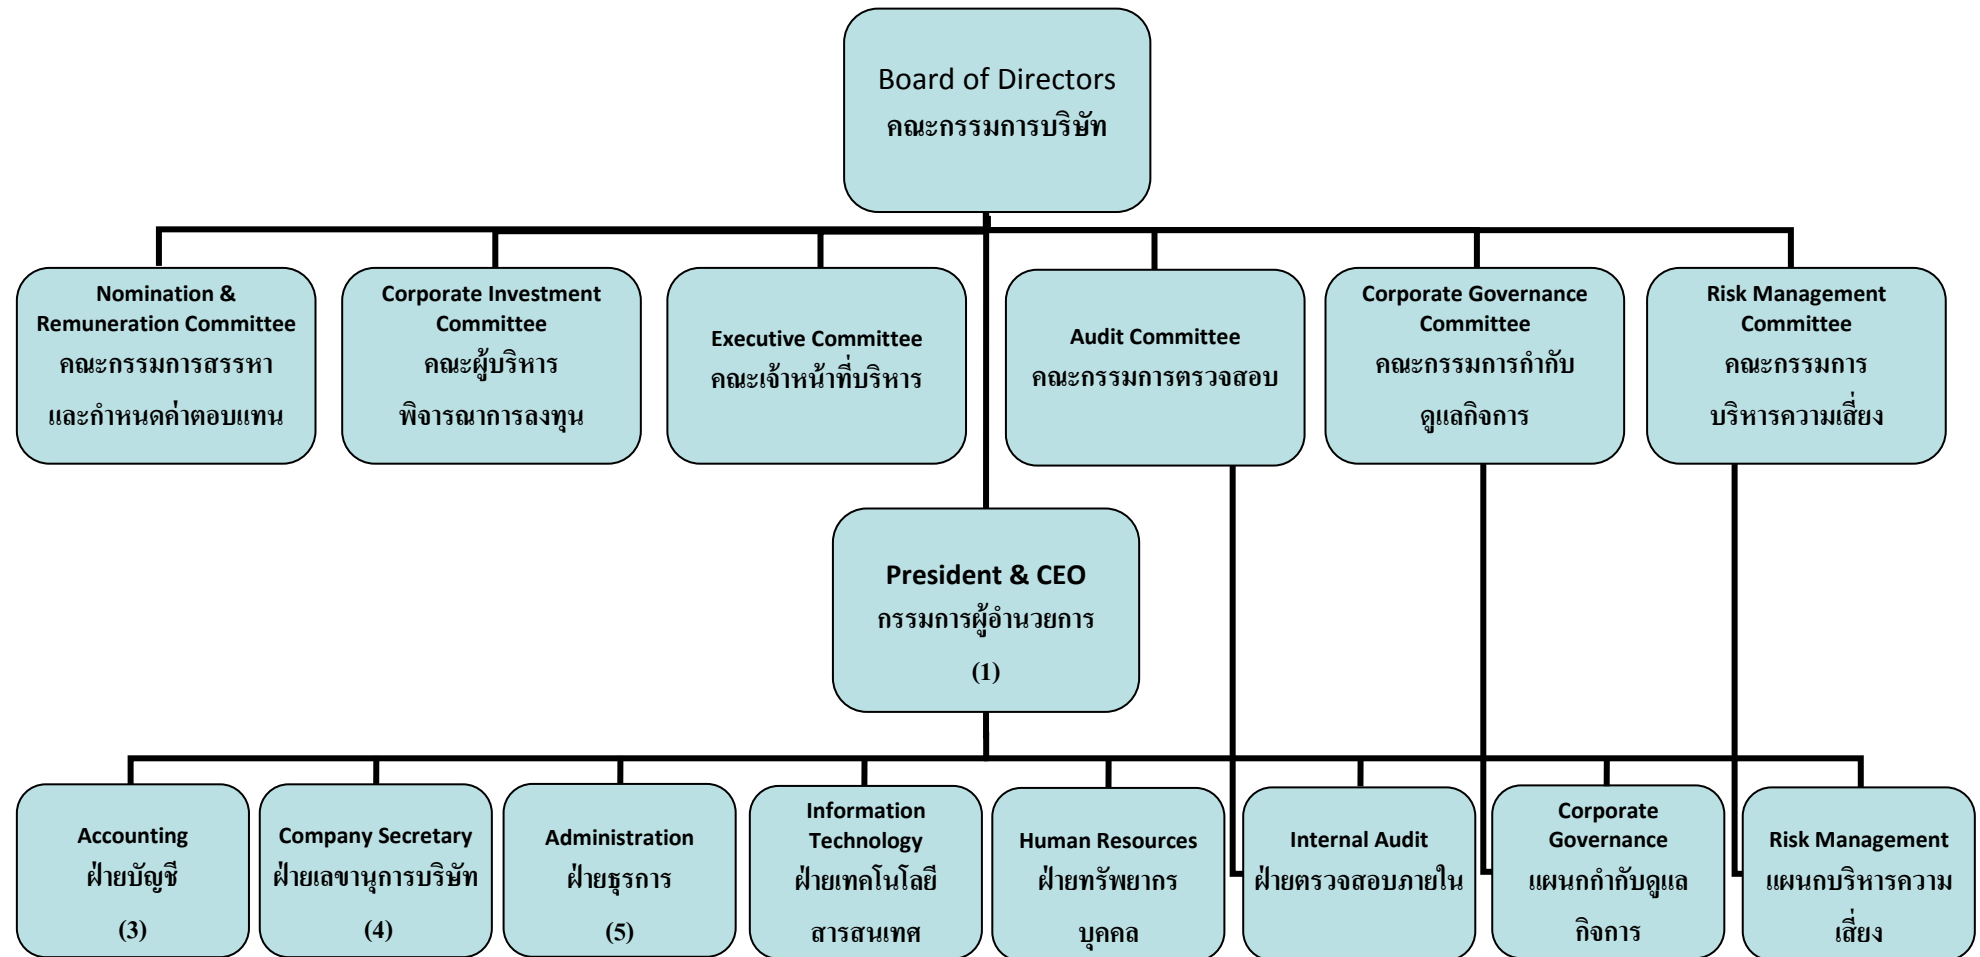 Board of Directors
คณะกรรมการบริษัท
Nomination &
Remuneration Committee
คณะกรรมการสรรหา
และกำหนดค่าตอบแทน
Corporate Investment
Committee
คณะผู้บริหาร
พิจารณาการลงทุน
Executive Committee
คณะเจ้าหน้าที่บริหาร
Audit Committee
คณะกรรมการตรวจสอบ
Corporate Governance
Committee
คณะกรรมการกำกับ
ดูแลกิจการ
Risk Management
Committee
คณะกรรมการ
บริหารความเสี่ยง
President & CEO
กรรมการผู้อำนวยการ
(1)
Accounting
ฝ่ายบัญชี
(3)
Company Secretary
ฝ่ายเลขานุการบริษัท
(4)
Administration
ฝ่ายธุรการ
(5)
Information
Technology
ฝ่ายเทคโนโลยี
สารสนเทศ
Human Resources
ฝ่ายทรัพยากร
บุคคล
Internal Audit
ฝ่ายตรวจสอบภายใน
Corporate
Governance
แผนกกำกับดูแล
กิจการ
Risk Management
แผนกบริหารความ
เสี่ยง